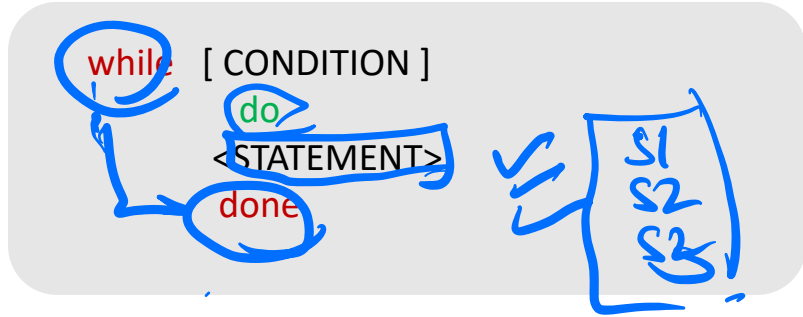 while [ CONDITION ]
do
<STATEMENT>
done
S1
S2
S3